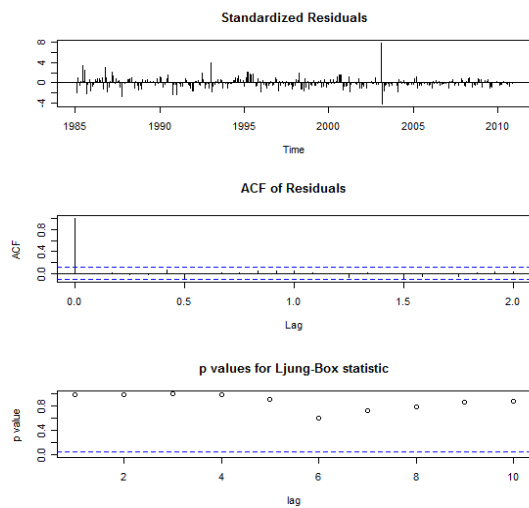 Standardized Residuals
8
4
0
-4
1985 1990 1995 2000 2005 2010
Time
ACF of Residuals
ACF
0.8
0.4
0.0
0.0 0.5 1.0 1.5 2.0
Lag
p values for Ljung-Box statistic
p value
0.8
0.4
0.0
2 4 6 8 10
lag